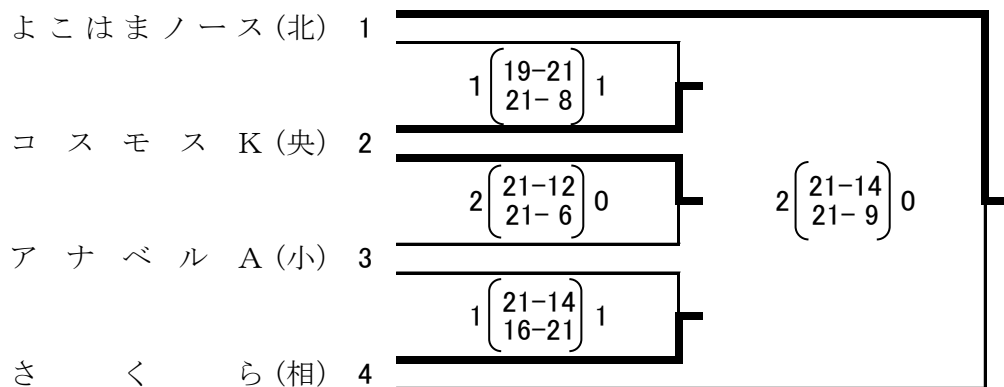 よこはまノース(北) 1
1 19-21 1
21- 8
コスモスK(央) 2
2 21-12 0
21- 6
2 21-14 0
21- 9
アナベルA(小) 3
1 21-14 1
16-21
さくら(相) 4